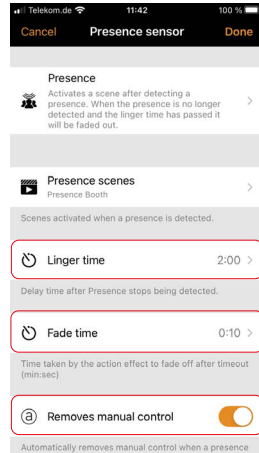 Telekom.de 11:42 100 %
Cancel Presence sensor Done
Presence
Activates a scene after detecting a
presence. When the presence is no longer
detected and the linger time has passed it
will be faded out.
Presence scenes
Presence Booth
Scenes activated when a presence is detected.
Linger time 2:00
Delay time after Presence stops being detected.
Fade time 0:10
Time taken by the action effect to fade off after timeout
(min:sec)
a Removes manual control
Automatically removes manual control when a presence